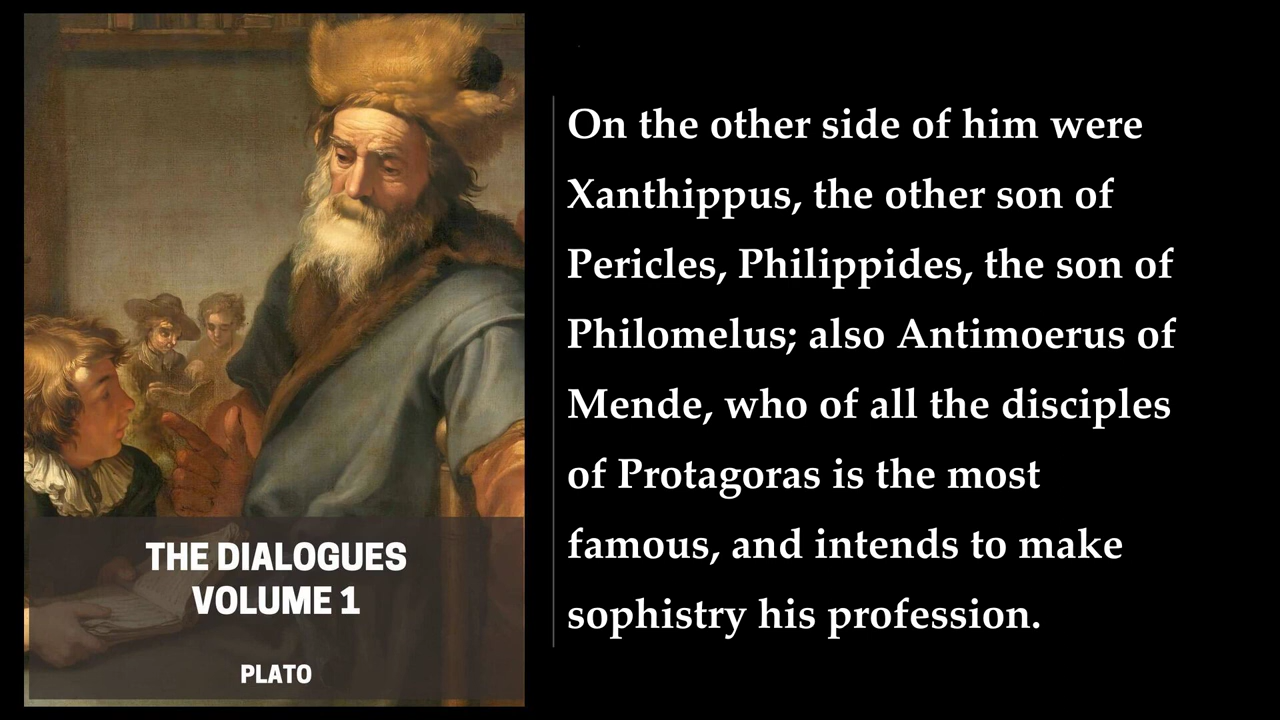 THE DIALOGUES
VOLUME 1
PLATO
On the other side of him were
Xanthippus, the other son of
Pericles, Philippides, the son of
Philomelus; also Antimoerus of
Mende, who of all the disciples
of Protagoras is the most
famous, and intends to make
sophistry his profession.